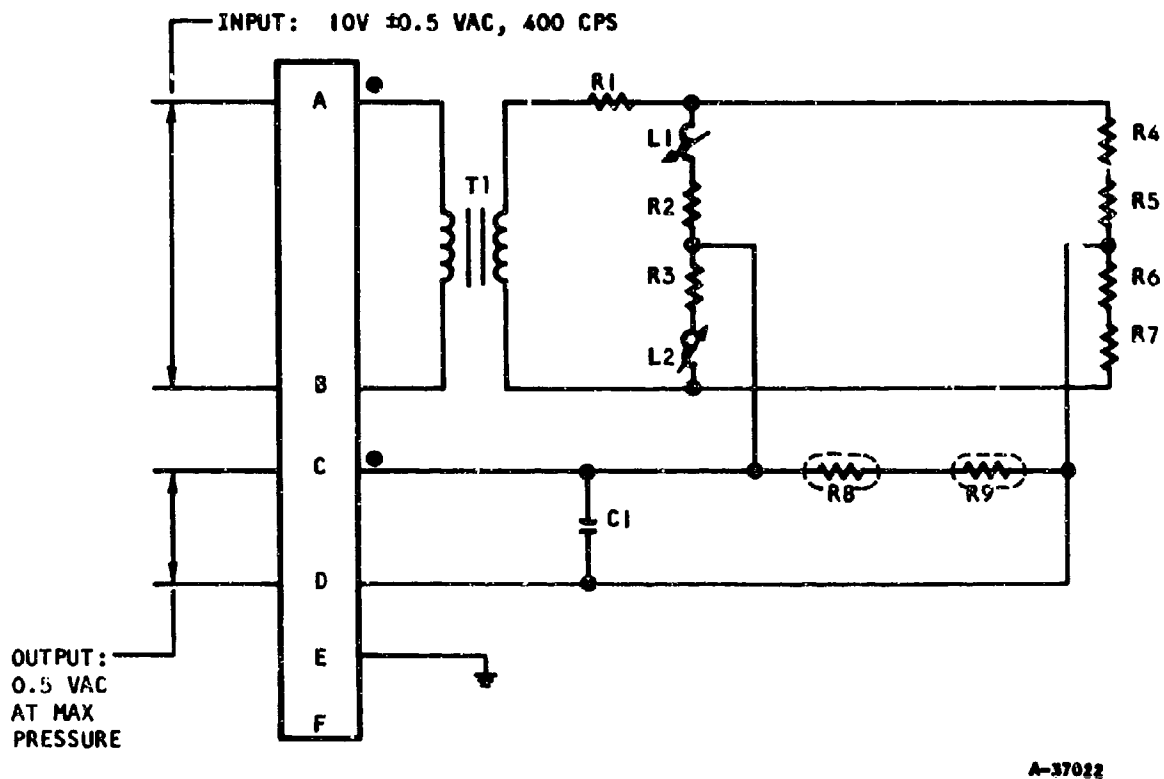 INPUT: 10V ±0.5 VAC, 400 CPS
A
R1
R4
L1
T1
R2
R5
R3
R6
L2
R7
B
C
R8
R9
C1
D
OUTPUT:
0.5 VAC
AT MAX
PRESSURE
E
F
A-37022